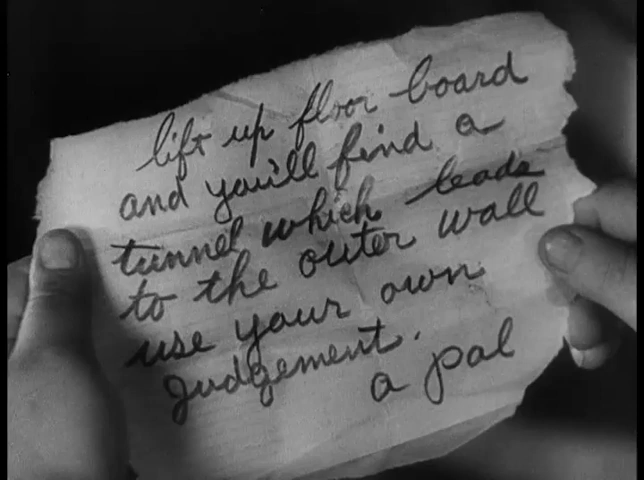 lift up floor board
and you'll find a
tunnel which leads
to the outer wall
use your own
judgement.
a pal